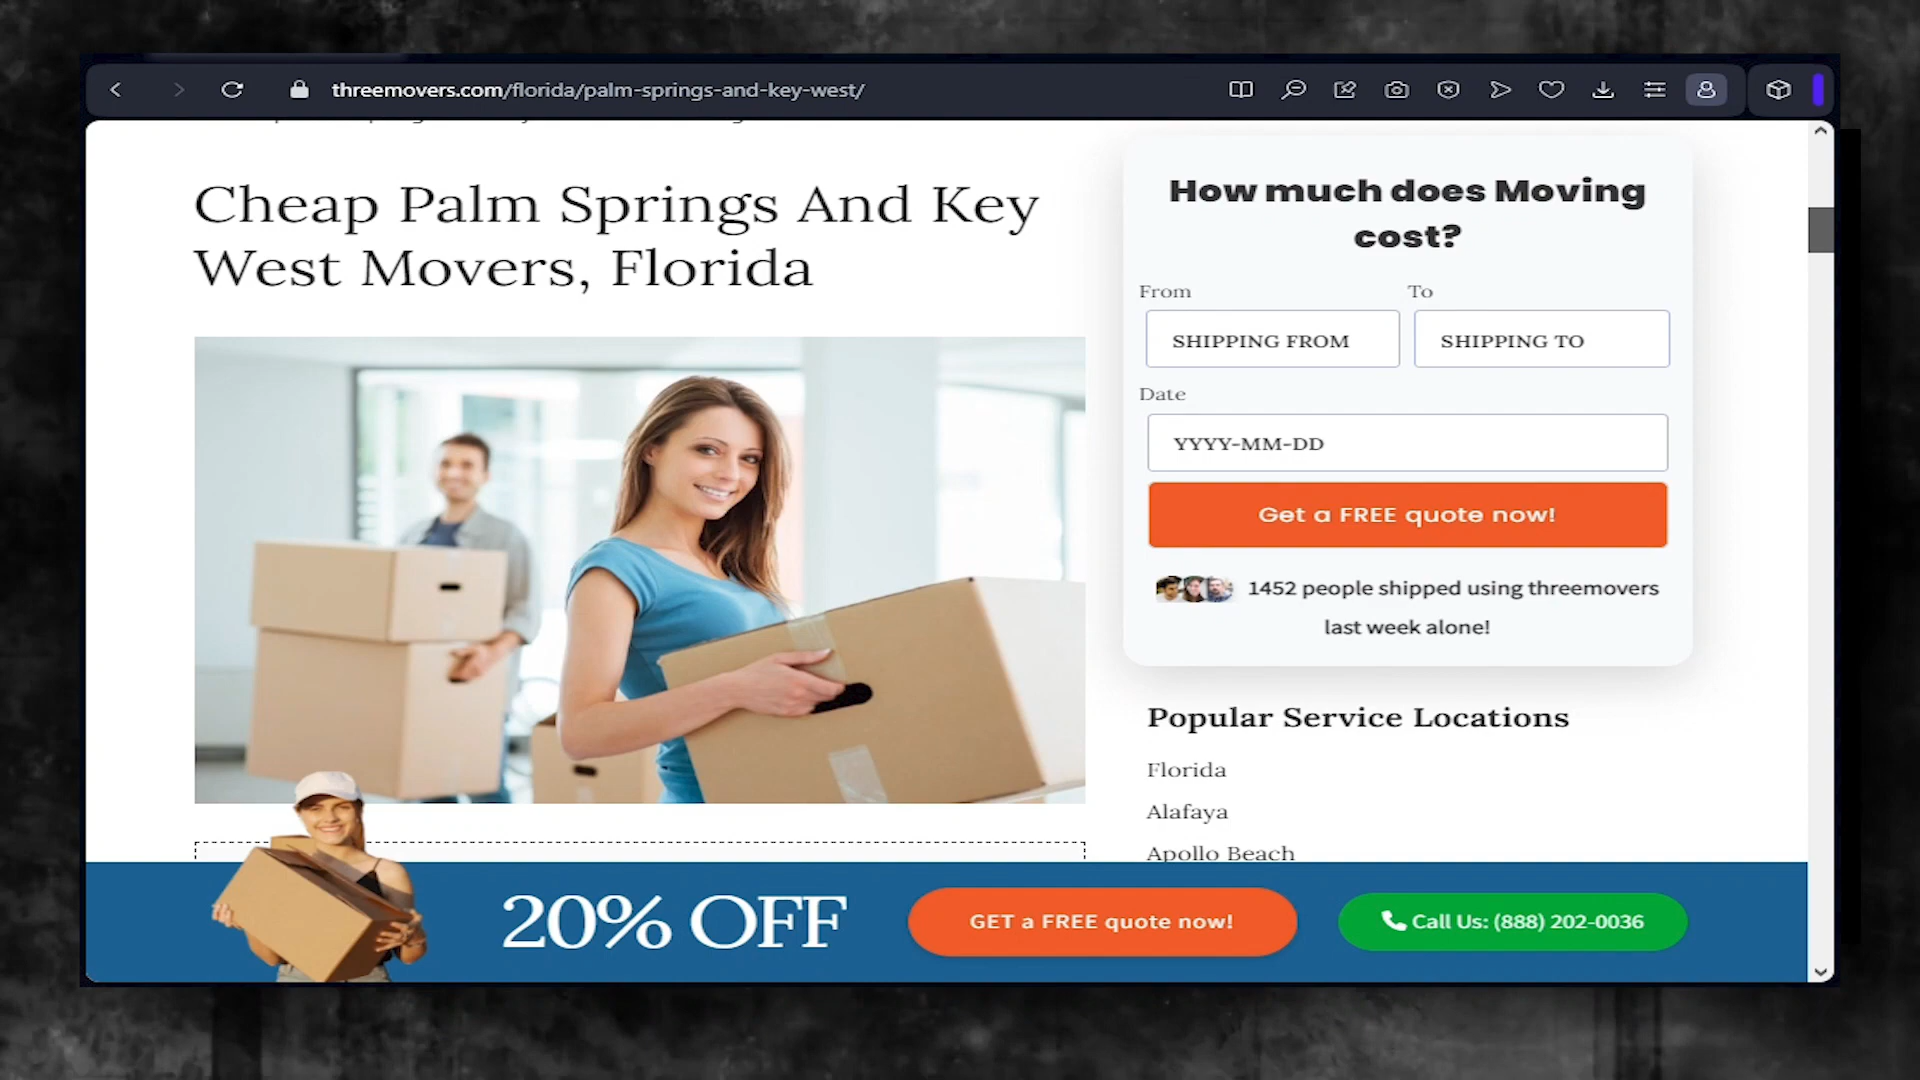 threemovers.com/florida/palm-springs-and-key-west/
Cheap Palm Springs And Key
West Movers, Florida
How much does Moving
cost?
From To
SHIPPING FROM SHIPPING TO
Date
YYYY-MM-DD
Get a FREE quote now!
1452 people shipped using threemovers
last week alone!
Popular Service Locations
Florida
Alafaya
Apollo Beach
20% OFF GET a FREE quote now! Call Us: (888) 202-0036